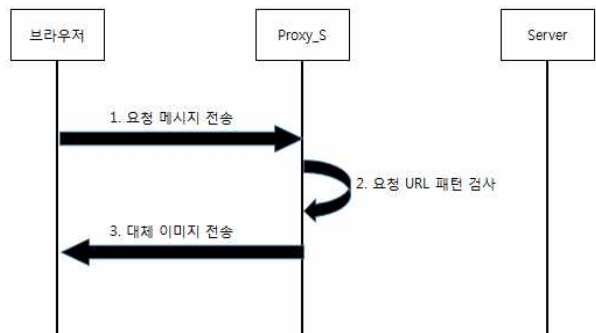 브라우저
Proxy_S
Server
1. 요청 메시지 전송
2. 요청 URL 패턴 검사
3. 대체 이미지 전송